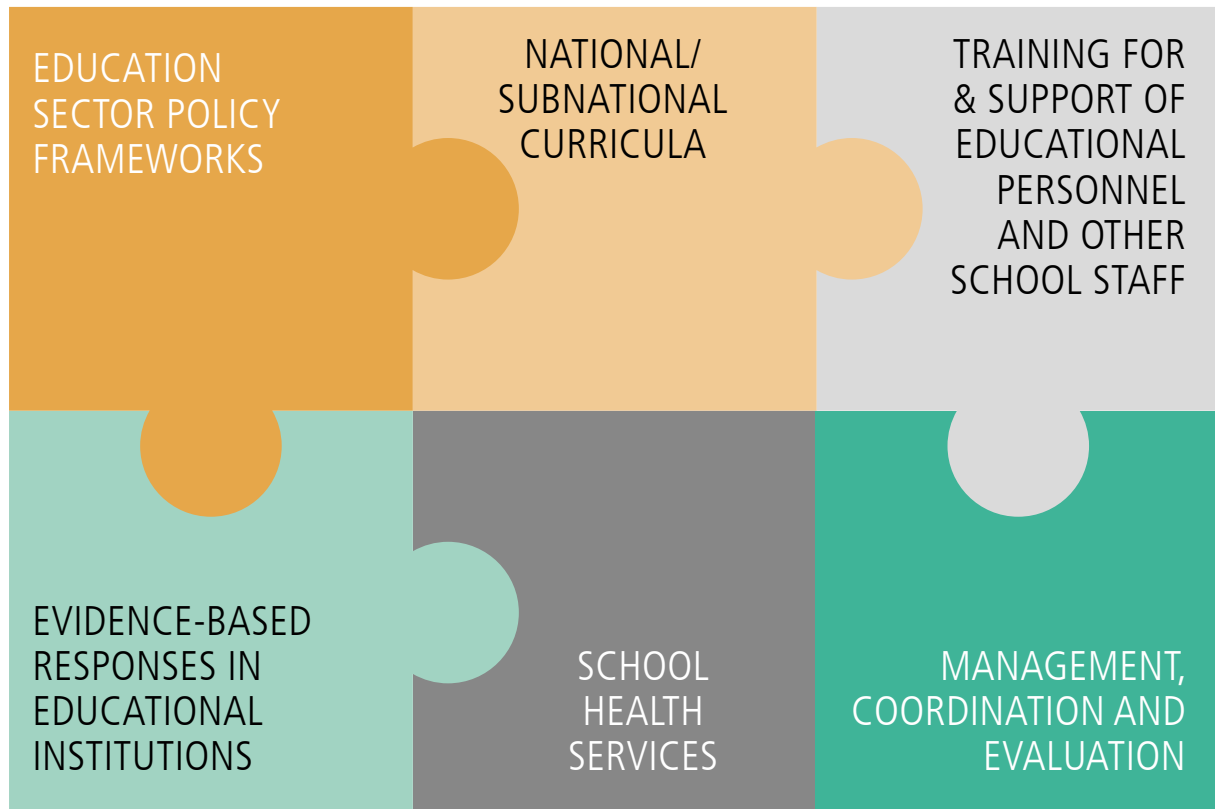 EDUCATION
SECTOR POLICY
FRAMEWORKS
NATIONAL/
SUBNATIONAL
CURRICULA
TRAINING FOR
& SUPPORT OF
EDUCATIONAL
PERSONNEL
AND OTHER
SCHOOL STAFF
EVIDENCE-BASED
RESPONSES IN
EDUCATIONAL
INSTITUTIONS
SCHOOL
HEALTH
SERVICES
MANAGEMENT,
COORDINATION AND
EVALUATION